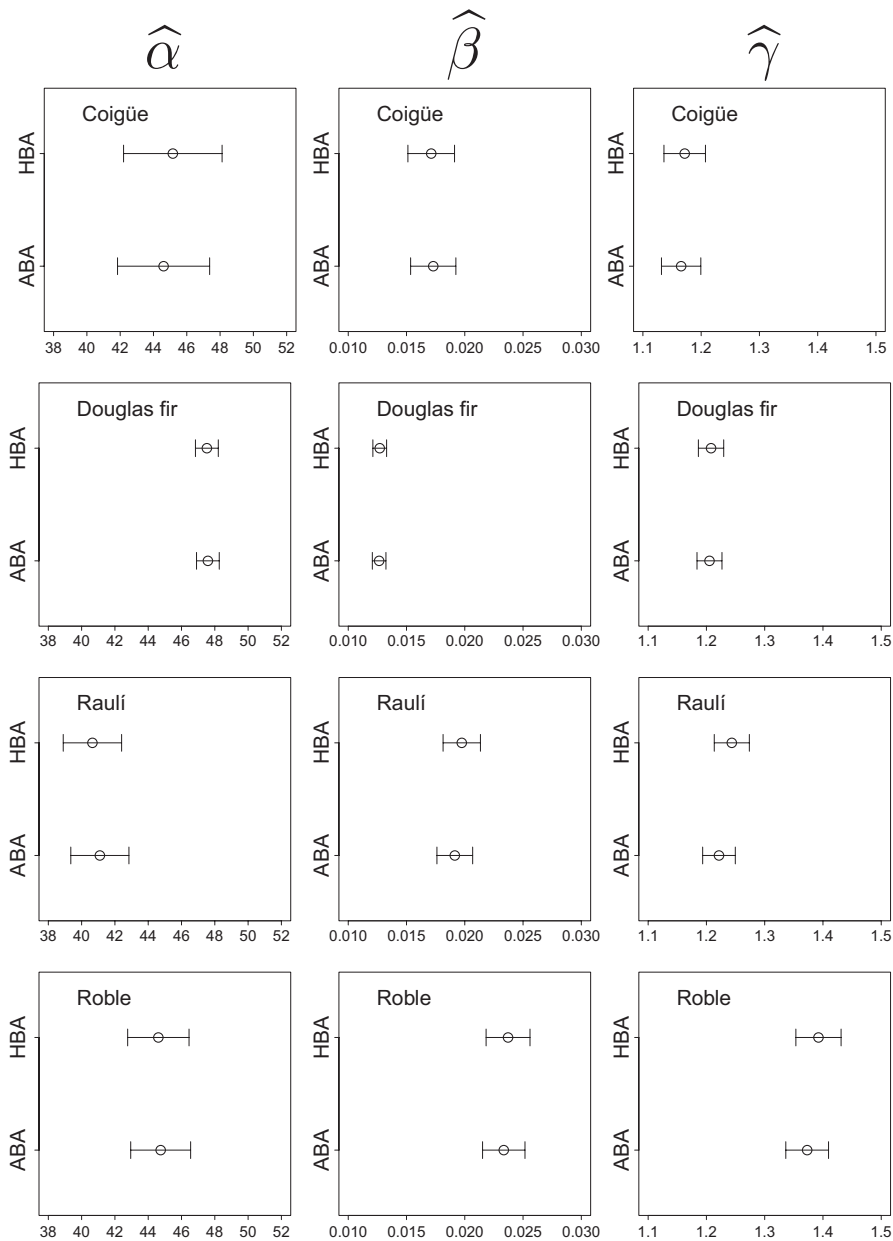 α̂ β̂ γ̂
Coigüe Coigüe Coigüe
HBA HBA HBA
ABA ABA ABA
38 40 42 44 46 48 50 52 0.010 0.015 0.020 0.025 0.030 1.1 1.2 1.3 1.4 1.5
Douglas fir Douglas fir Douglas fir
HBA HBA HBA
ABA ABA ABA
38 40 42 44 46 48 50 52 0.010 0.015 0.020 0.025 0.030 1.1 1.2 1.3 1.4 1.5
Raulí Raulí Raulí
HBA HBA HBA
ABA ABA ABA
38 40 42 44 46 48 50 52 0.010 0.015 0.020 0.025 0.030 1.1 1.2 1.3 1.4 1.5
Roble Roble Roble
HBA HBA HBA
ABA ABA ABA
38 40 42 44 46 48 50 52 0.010 0.015 0.020 0.025 0.030 1.1 1.2 1.3 1.4 1.5